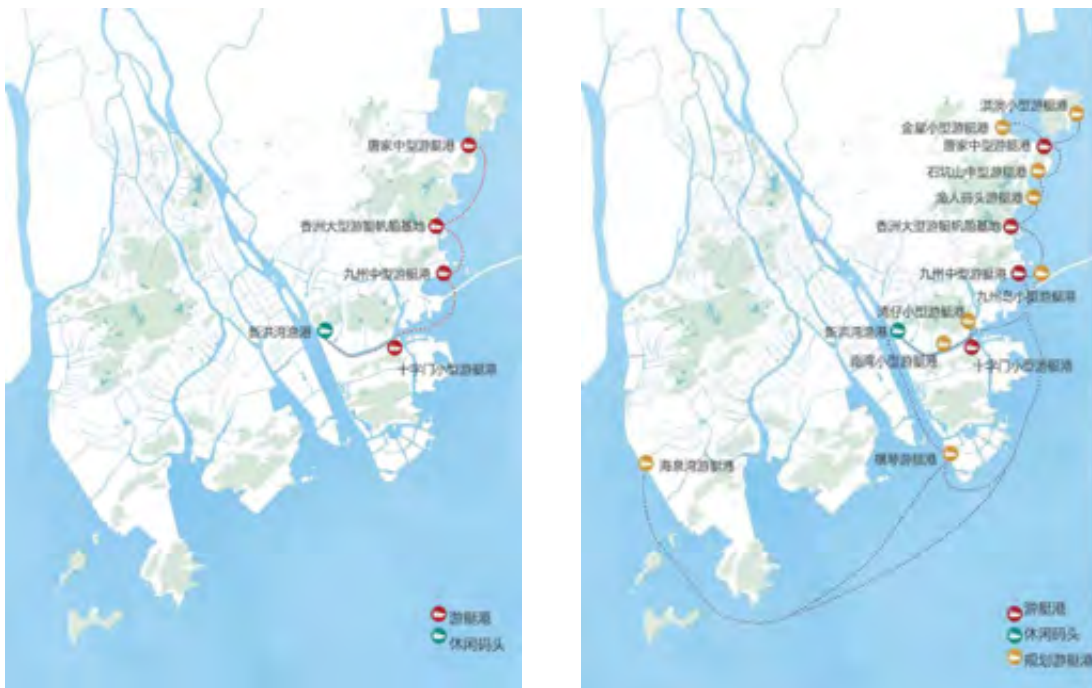 唐家中型游艇港
香洲大型游艇帆船基地
九州中型游艇港
新洪湾渔港
十字门小型游艇港
游艇港
休闲码头
淇澳小型游艇港
金星小型游艇港
唐家中型游艇港
石坑山中型游艇港
渔人码头游艇港
香洲大型游艇帆船基地
九州中型游艇港
九州岛小型游艇港
湾仔小型游艇港
新洪湾渔港
南湾小型游艇港
十字门小型游艇港
横琴游艇港
海泉湾游艇港
游艇港
休闲码头
规划游艇港